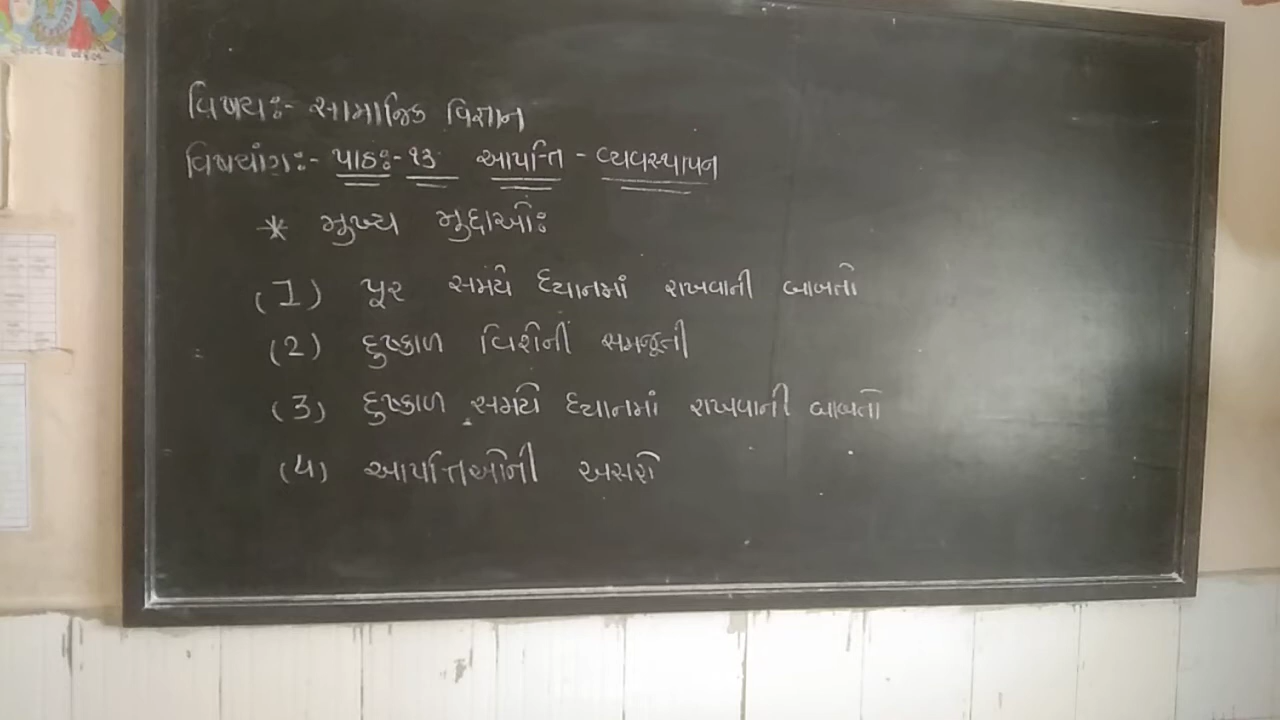 વિષય:- સામાજિક વિજ્ઞાન
વિષયાંગ:- પાઠ:-૧૩ આપત્તિ - વ્યવસ્થાપન
* મુખ્ય મુદ્દાઓ:
(1) પૂર સમયે ધ્યાનમાં રાખવાની બાબતો
(2) દુષ્કાળ વિશેની સમજૂતી
(3) દુષ્કાળ સમયે ધ્યાનમાં રાખવાની બાબતો
(4) આપત્તિઓની અસરો